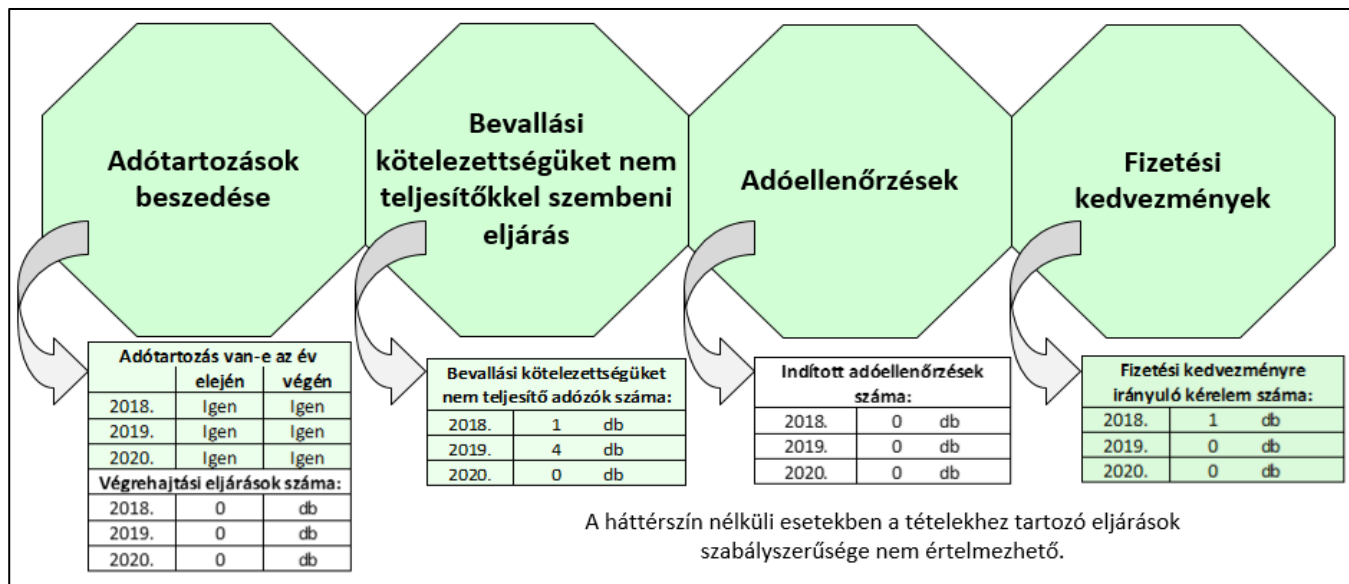 Adótartozások
beszedése
Bevallási
kötelezettségüket nem
teljesítőkkel szembeni
eljárás
Adóellenőrzések
Fizetési
kedvezmények
Adótartozás van-e az év
elején végén
2018. Igen Igen
2019. Igen Igen
2020. Igen Igen
Végrehajtási eljárások száma:
2018. 0 db
2019. 0 db
2020. 0 db
Bevallási kötelezettségüket
nem teljesítő adózók száma:
2018. 1 db
2019. 4 db
2020. 0 db
Indított adóellenőrzések
száma:
2018. 0 db
2019. 0 db
2020. 0 db
Fizetési kedvezményre
irányuló kérelem száma:
2018. 1 db
2019. 0 db
2020. 0 db
A háttérszín nélküli esetekben a tételekhez tartozó eljárások
szabályszerűsége nem értelmezhető.